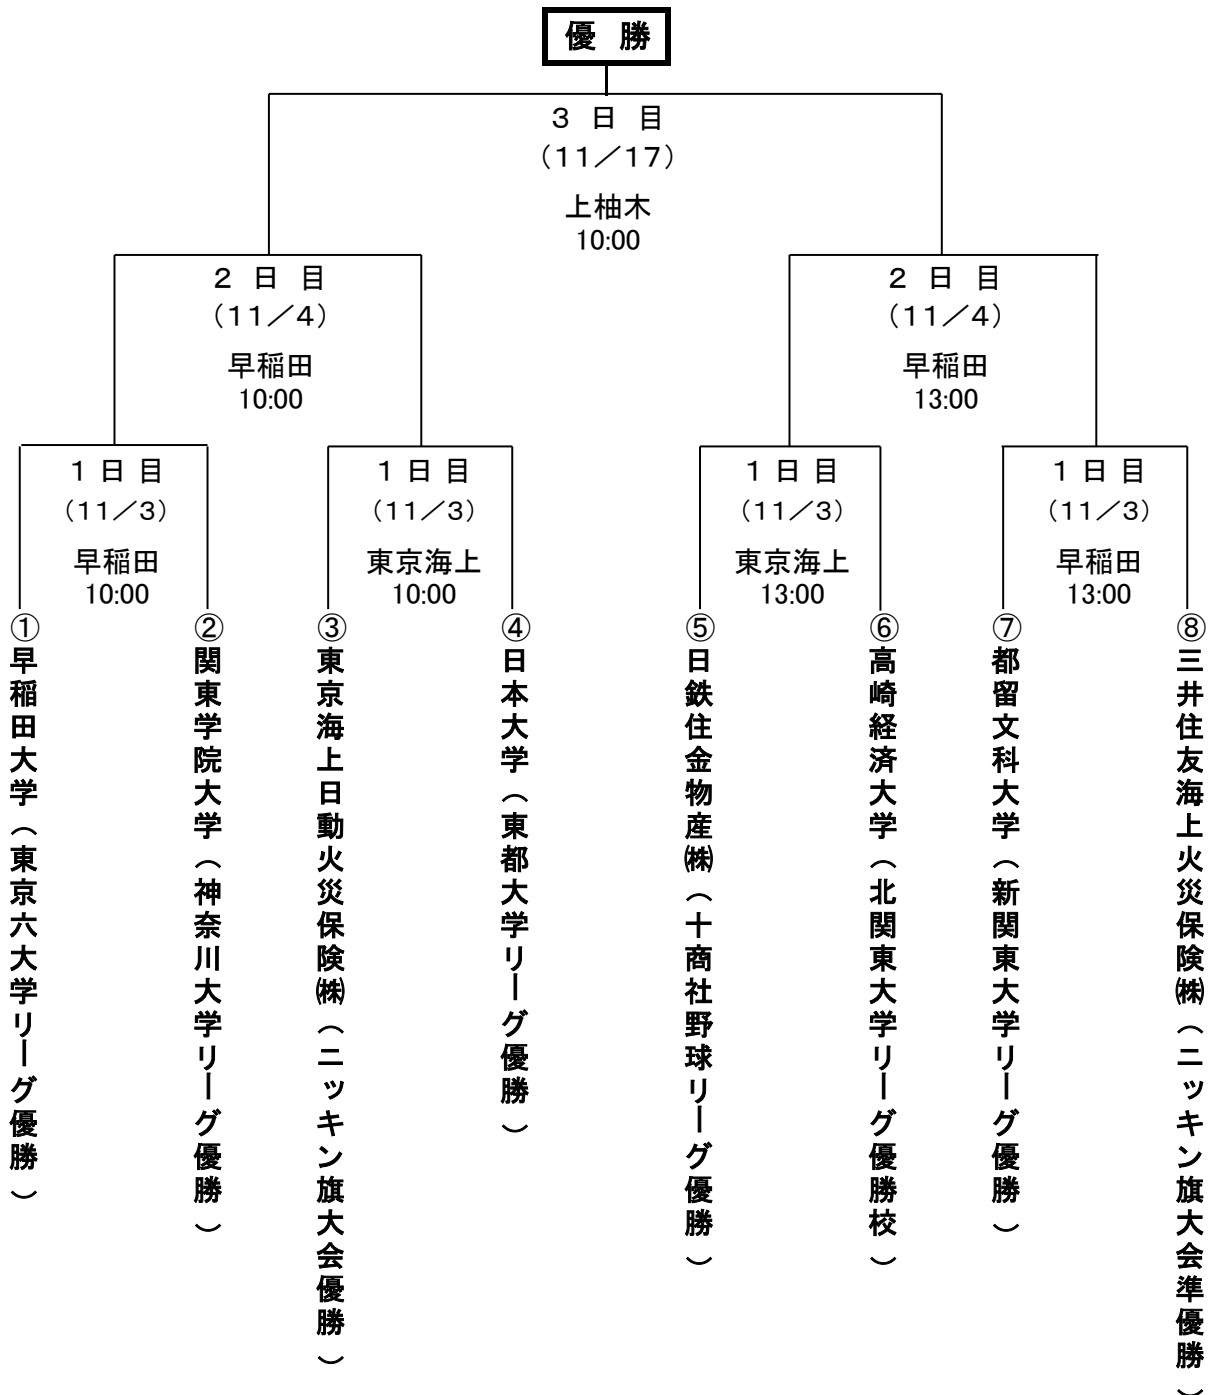 優 勝
３ 日 目
（１１／１７）
上柚木
10:00
２ 日 目
（１１／４）
早稲田
10:00
２ 日 目
（１１／４）
早稲田
13:00
１ 日 目
（１１／３）
早稲田
10:00
１ 日 目
（１１／３）
東京海上
10:00
１ 日 目
（１１／３）
東京海上
13:00
１ 日 目
（１１／３）
早稲田
13:00
①早稲田大学（東京六大学リーグ優勝）
②関東学院大学（神奈川大学リーグ優勝）
③東京海上日動火災保険㈱（ニッキン旗大会優勝）
④日本大学（東都大学リーグ優勝）
⑤日鉄住金物産㈱（十商社野球リーグ優勝）
⑥高崎経済大学（北関東大学リーグ優勝校）
⑦都留文科大学（新関東大学リーグ優勝）
⑧三井住友海上火災保険㈱（ニッキン旗大会準優勝）